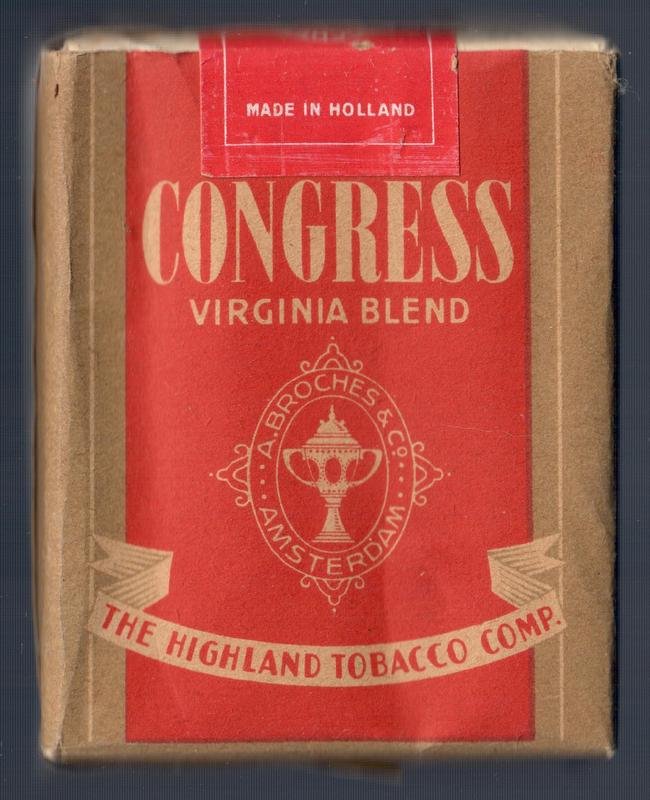 MADE IN HOLLAND
CONGRESS
VIRGINIA BLEND
A. BROCHES & Co.
AMSTERDAM
THE HIGHLAND TOBACCO COMP.